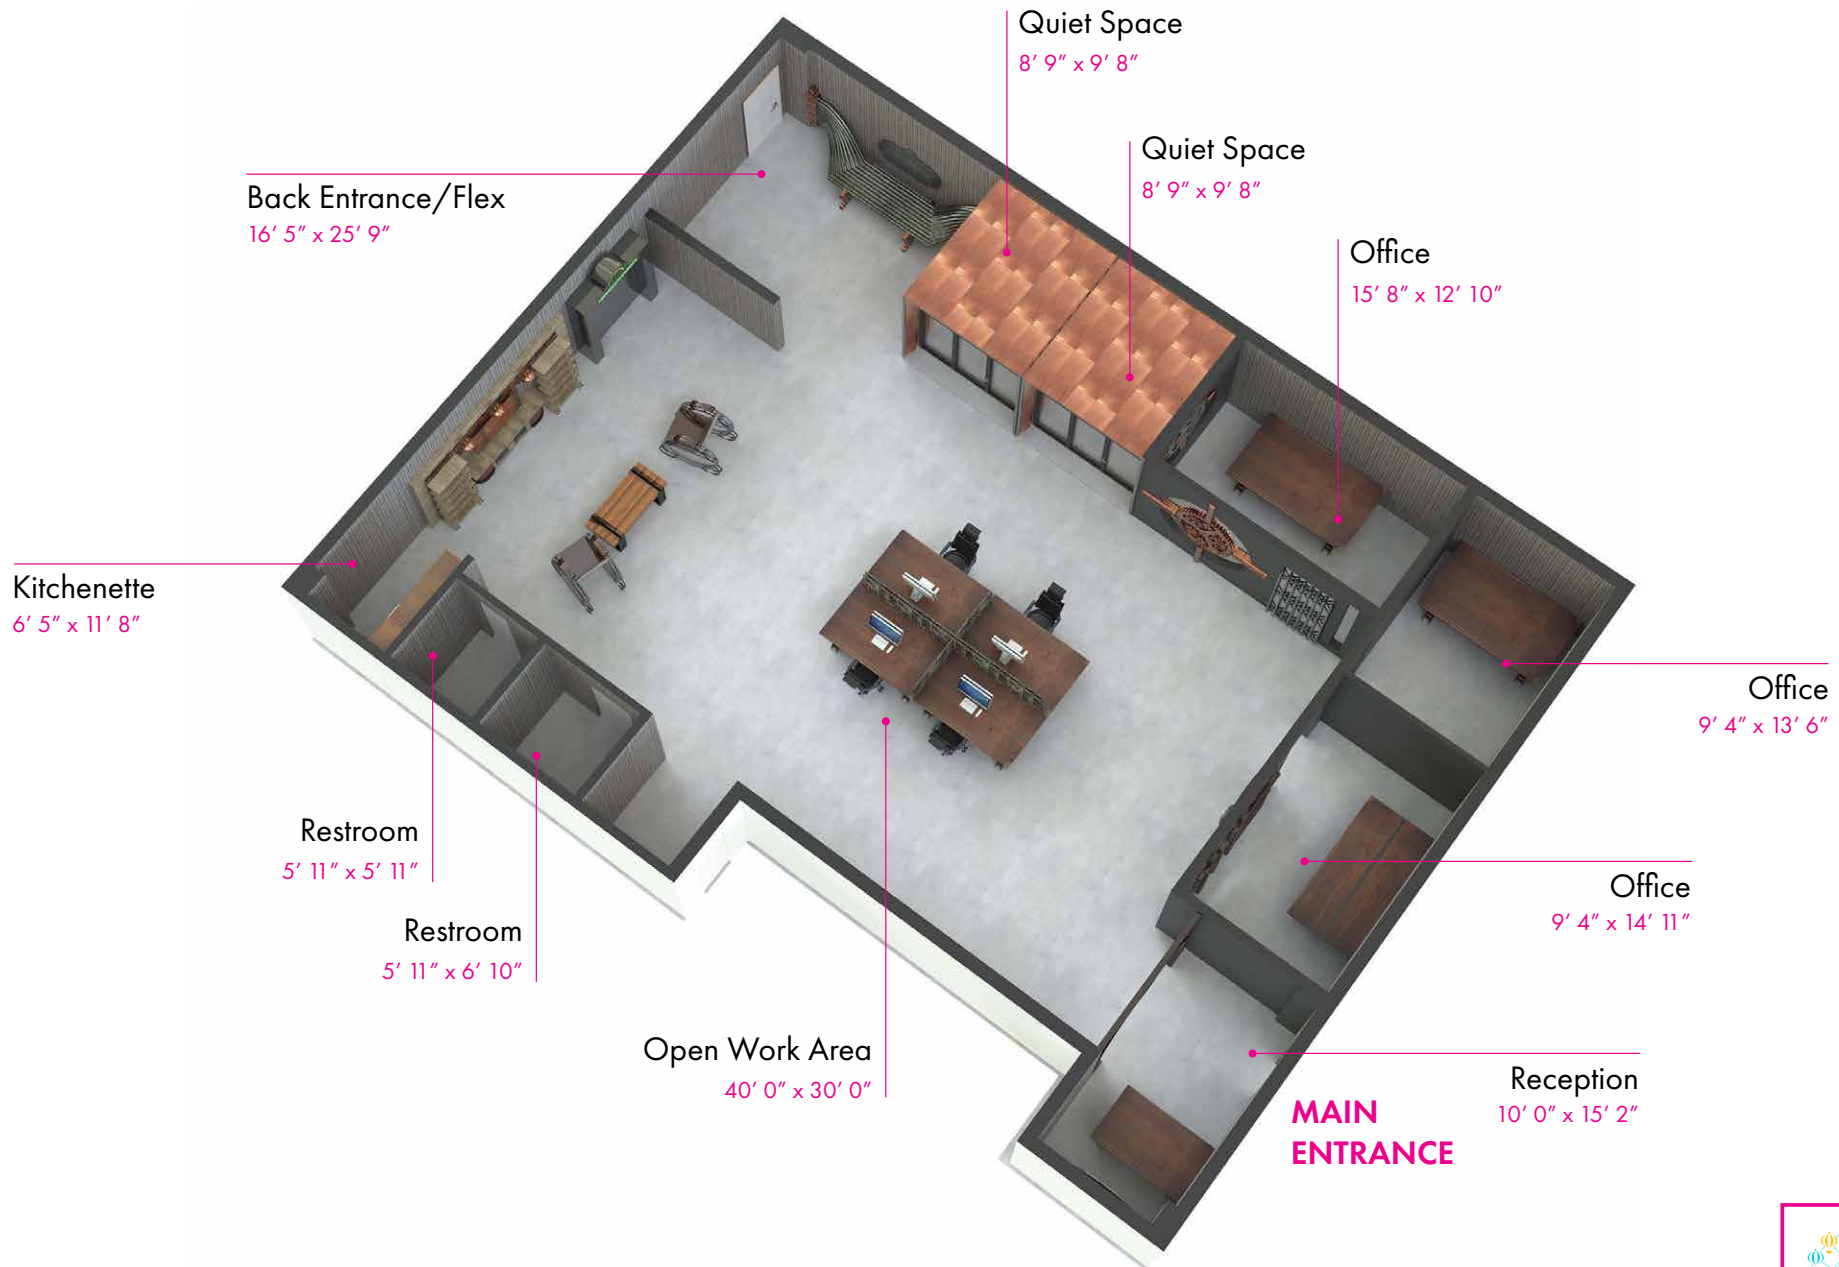 Quiet Space
8' 9" x 9' 8"
Quiet Space
8' 9" x 9' 8"
Back Entrance/Flex
16' 5" x 25' 9"
Office
15' 8" x 12' 10"
Kitchenette
6' 5" x 11' 8"
Office
9' 4" x 13' 6"
Restroom
5' 11" x 5' 11"
Office
9' 4" x 14' 11"
Restroom
5' 11" x 6' 10"
Open Work Area
40' 0" x 30' 0"
Reception
10' 0" x 15' 2"
MAIN
ENTRANCE